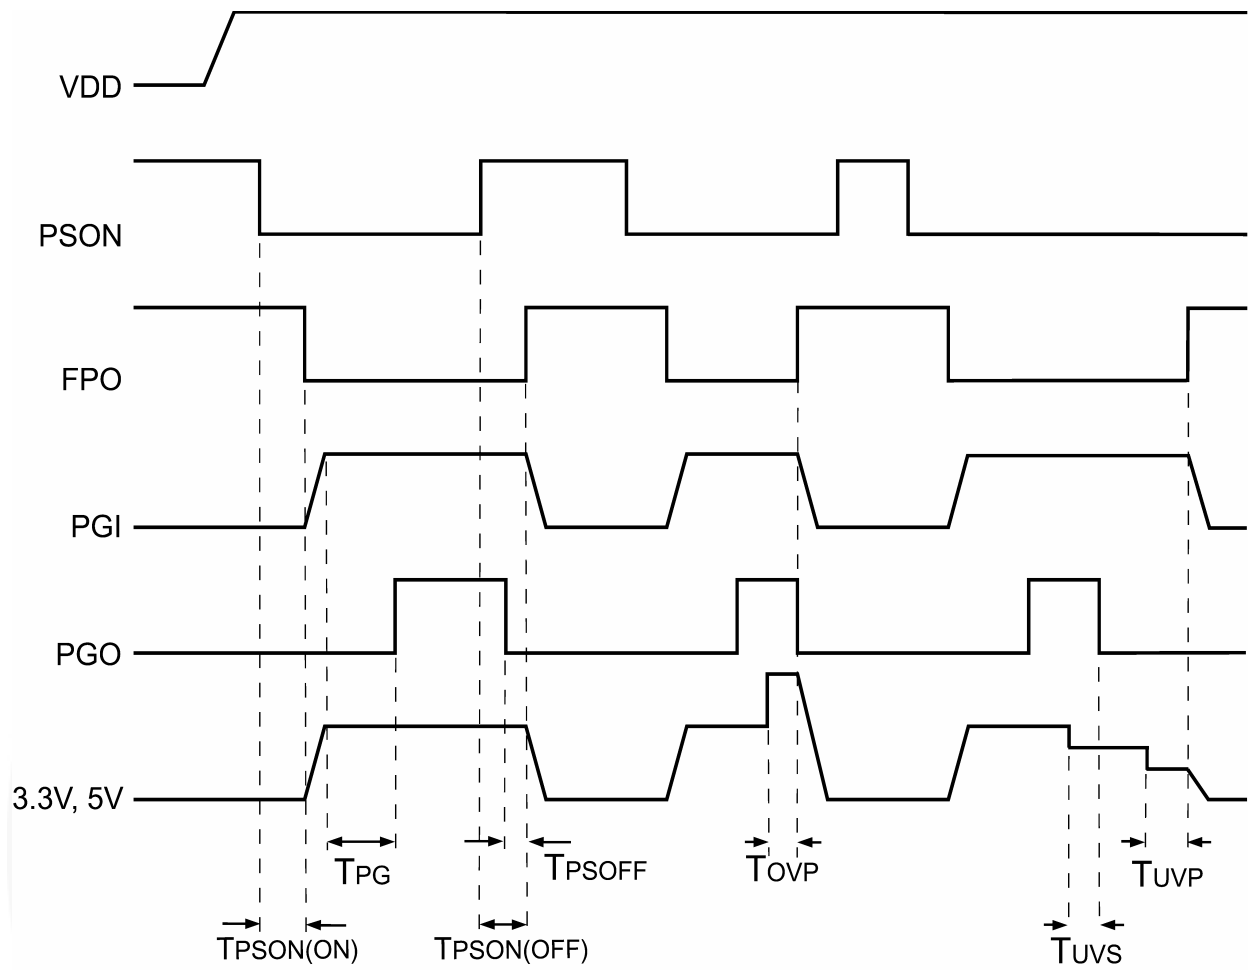 VDD
PSON
FPO
PGI
PGO
3.3V, 5V
TPG
TPSOFF
TOVP
TUVP
TPSON(ON)
TPSON(OFF)
TUVS